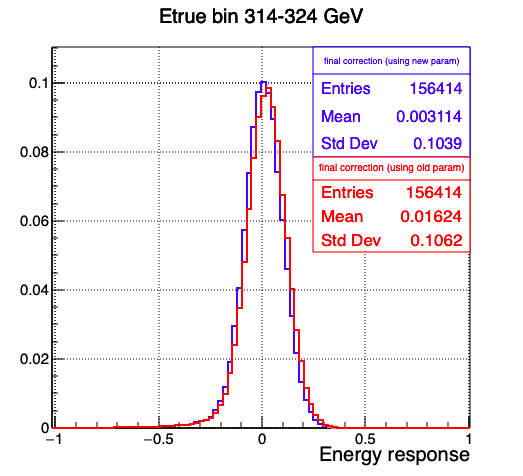 Etrue bin 314-324 GeV
final correction (using new param)
Entries 156414
Mean 0.003114
Std Dev 0.1039
final correction (using old param)
Entries 156414
Mean 0.01624
Std Dev 0.1062
0.1
0.08
0.06
0.04
0.02
0
−1 −0.5 0 0.5 1
Energy response